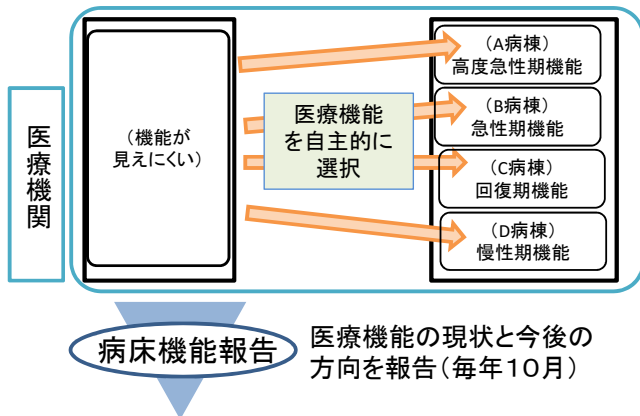 医療機関
(機能が
見えにくい)
医療機能
を自主的に
選択
(A病棟)
高度急性期機能
(B病棟)
急性期機能
(C病棟)
回復期機能
(D病棟)
慢性期機能
病床機能報告
医療機能の現状と今後の
方向を報告(毎年10月)